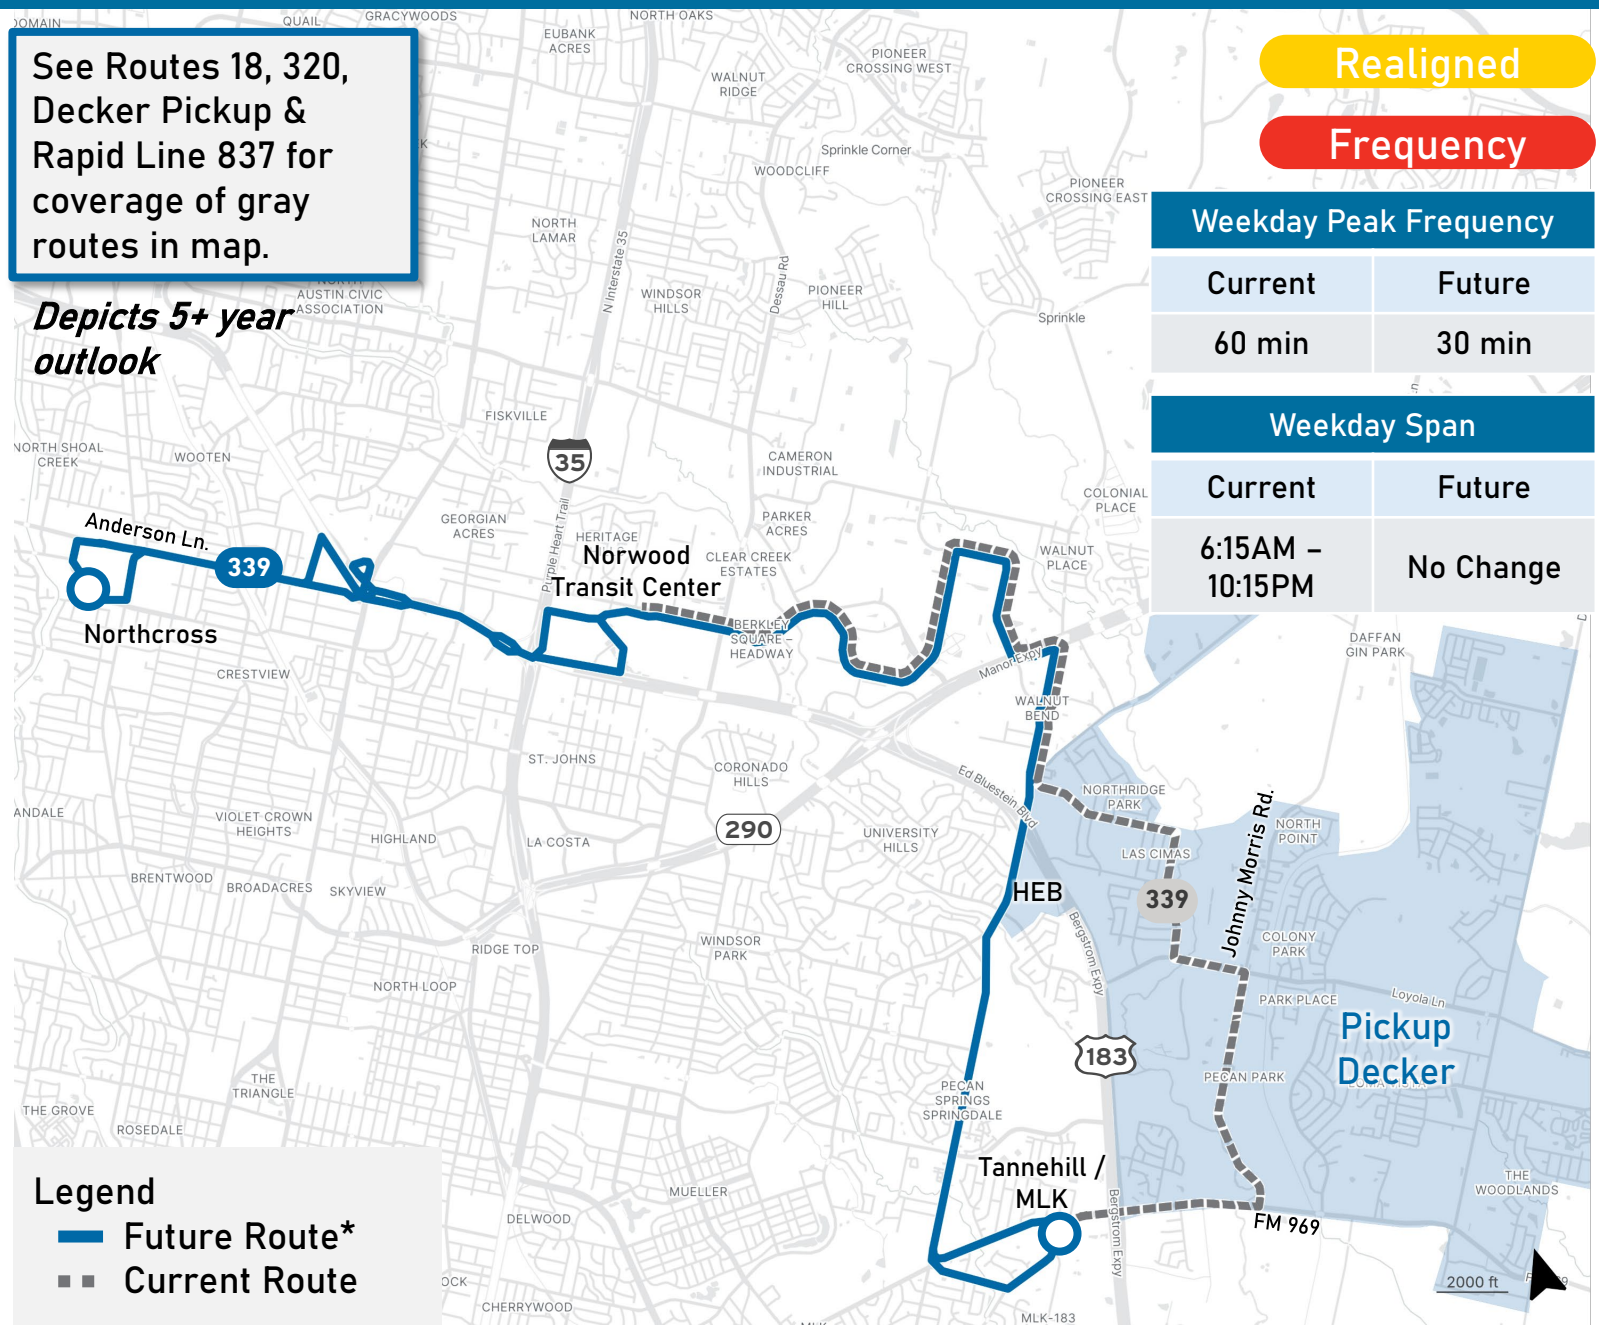 DOMAIN
QUAIL
GRACYWOODS
NORTH OAKS
EUBANK
ACRES
PIONEER
CROSSING WEST
WALNUT
RIDGE
Sprinkle Corner
WOODCLIFF
PIONEER
CROSSING EAST
See Routes 18, 320,
Decker Pickup &
Rapid Line 837 for
coverage of gray
routes in map.
Depicts 5+ year
outlook
Realigned
Frequency
Weekday Peak Frequency
Current Future
60 min 30 min
Weekday Span
Current Future
6:15AM –
10:15PM
No Change
NORTH
LAMAR
N Interstate 35
Dessau Rd
NORTH
AUSTIN CIVIC
ASSOCIATION
WINDSOR
HILLS
PIONEER
HILL
Sprinkle
FISKVILLE
NORTH SHOAL
CREEK
WOOTEN
35
CAMERON
INDUSTRIAL
COLONIAL
PLACE
Anderson Ln.
339
GEORGIAN
ACRES
Purple Heart Trail
HERITAGE
PARKER
ACRES
Norwood
Transit Center
CLEAR CREEK
ESTATES
WALNUT
PLACE
Northcross
BERKLEY
SQUARE –
HEADWAY
Manor Expy
DAFFAN
GIN PARK
CRESTVIEW
WALNUT
BEND
ST. JOHNS
CORONADO
HILLS
Ed Bluestein Blvd
NORTHRIDGE
PARK
ANDALE
VIOLET CROWN
HEIGHTS
HIGHLAND
LA COSTA
290
UNIVERSITY
HILLS
NORTH
POINT
LAS CIMAS
Johnny Morris Rd.
BRENTWOOD
BROADACRES
SKYVIEW
HEB
339
Bergstrom Expy
RIDGE TOP
WINDSOR
PARK
COLONY
PARK
NORTH LOOP
PARK PLACE
Loyola Ln
Pickup
Decker
183
THE
TRIANGLE
PECAN PARK
LOMA VISTA
PECAN
SPRINGS
SPRINGDALE
THE GROVE
ROSEDALE
Tannehill /
MLK
THE
WOODLANDS
MUELLER
DELWOOD
Bergstrom Expy
FM 969
Legend
Future Route*
Current Route
OCK
CHERRYWOOD
MLK-183
2000 ft